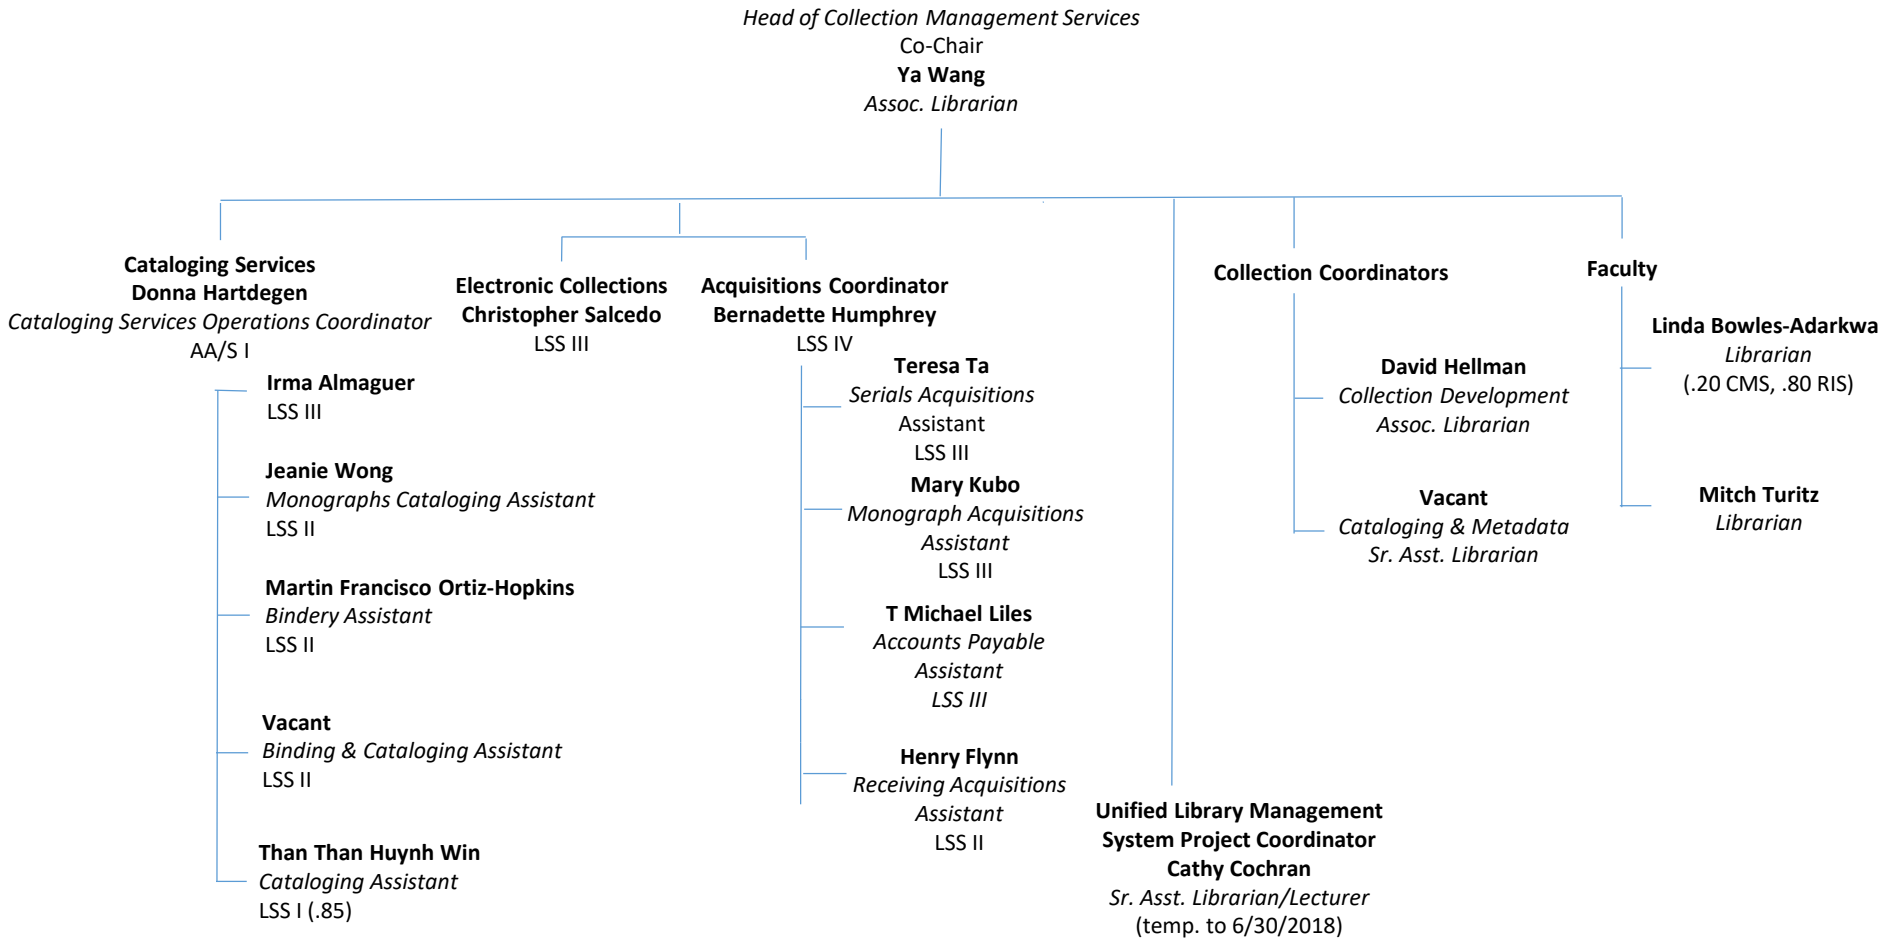 Head of Collection Management Services
Co-Chair
Ya Wang
Assoc. Librarian
Cataloging Services
Donna Hartdegen
Cataloging Services Operations Coordinator
AA/S I
Irma Almaguer
LSS III
Jeanie Wong
Monographs Cataloging Assistant
LSS II
Martin Francisco Ortiz-Hopkins
Bindery Assistant
LSS II
Vacant
Binding & Cataloging Assistant
LSS II
Than Than Huynh Win
Cataloging Assistant
LSS I (.85)
Electronic Collections
Christopher Salcedo
LSS III
Acquisitions Coordinator
Bernadette Humphrey
LSS IV
Teresa Ta
Serials Acquisitions
Assistant
LSS III
Mary Kubo
Monograph Acquisitions
Assistant
LSS III
T Michael Liles
Accounts Payable
Assistant
LSS III
Henry Flynn
Receiving Acquisitions
Assistant
LSS II
Unified Library Management
System Project Coordinator
Cathy Cochran
Sr. Asst. Librarian/Lecturer
(temp. to 6/30/2018)
Collection Coordinators
David Hellman
Collection Development
Assoc. Librarian
Vacant
Cataloging & Metadata
Sr. Asst. Librarian
Faculty
Linda Bowles-Adarkwa
Librarian
(.20 CMS, .80 RIS)
Mitch Turitz
Librarian